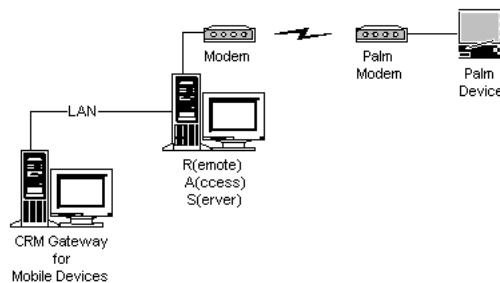 Modem
Palm
Modem
Palm
Device
LAN
R(emote)
A(ccess)
S(erver)
CRM Gateway
for
Mobile Devices